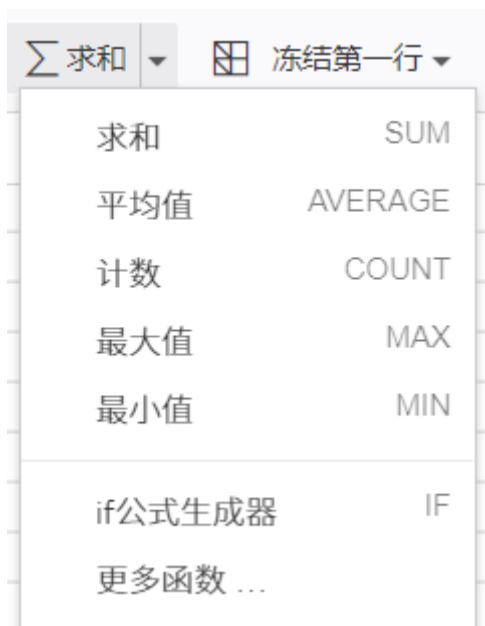 ∑ 求和 冻结第一行
求和 SUM
平均值 AVERAGE
计数 COUNT
最大值 MAX
最小值 MIN
if公式生成器 IF
更多函数 ...